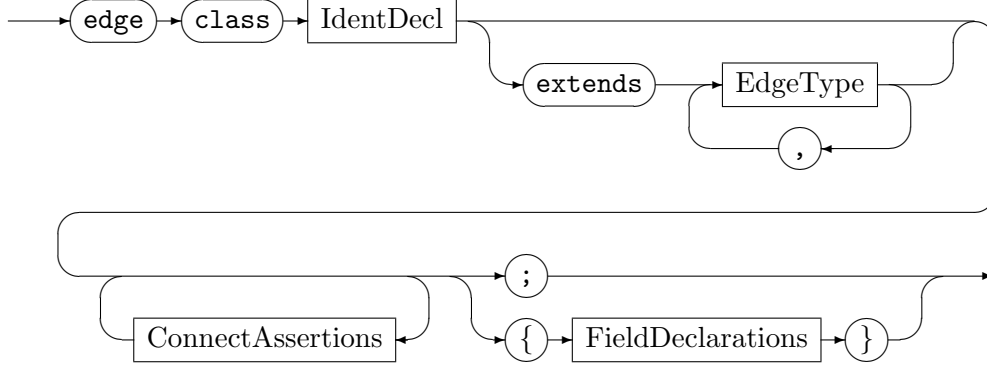 edge class IdentDecl
extends EdgeType
,
;
ConnectAssertions { FieldDeclarations }